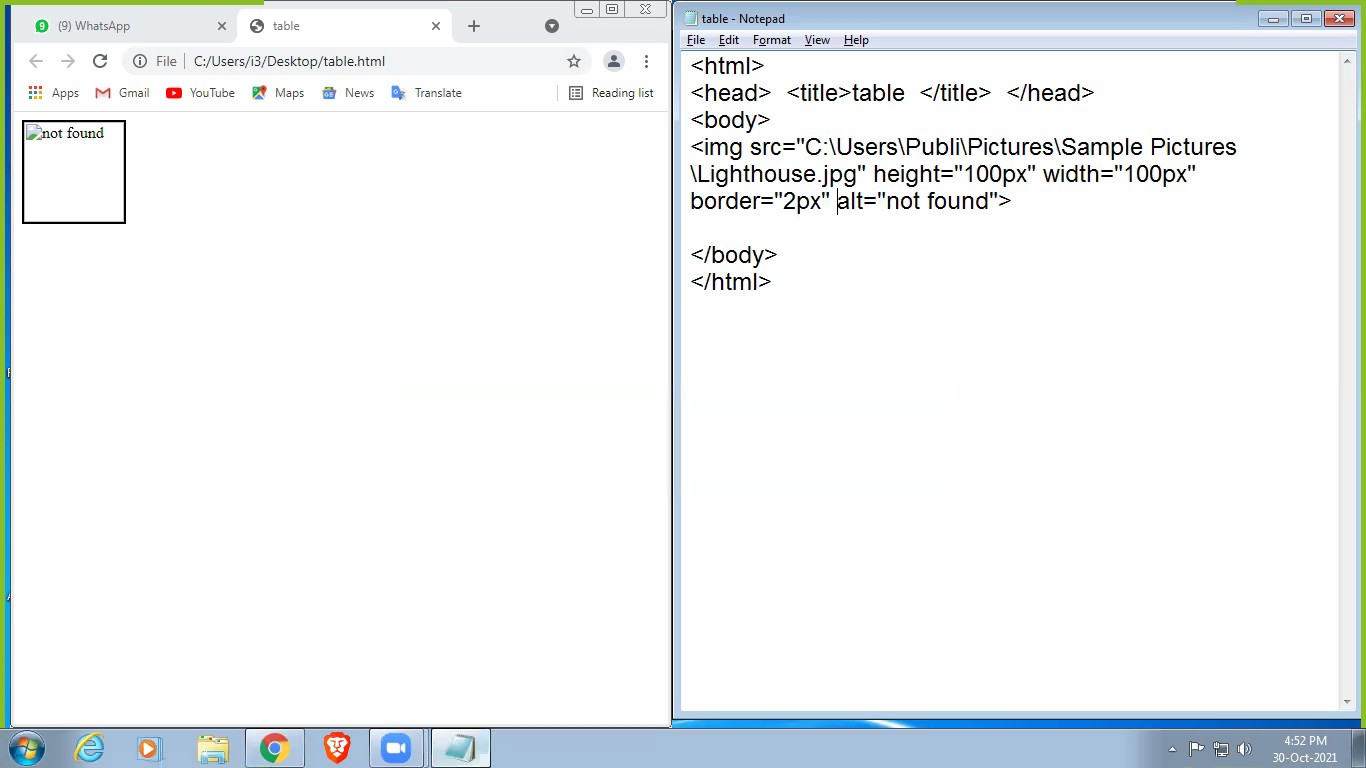 (9) WhatsApp
table
File
C:/Users/i3/Desktop/table.html
Apps
Gmail
YouTube
Maps
News
Translate
Reading list
not found
table - Notepad
File Edit Format View Help
<html>
<head> <title>table </title> </head>
<body>
<img src="C:\Users\Publi\Pictures\Sample Pictures
\Lighthouse.jpg" height="100px" width="100px"
border="2px" alt="not found">
</body>
</html>
4:52 PM
30-Oct-2021